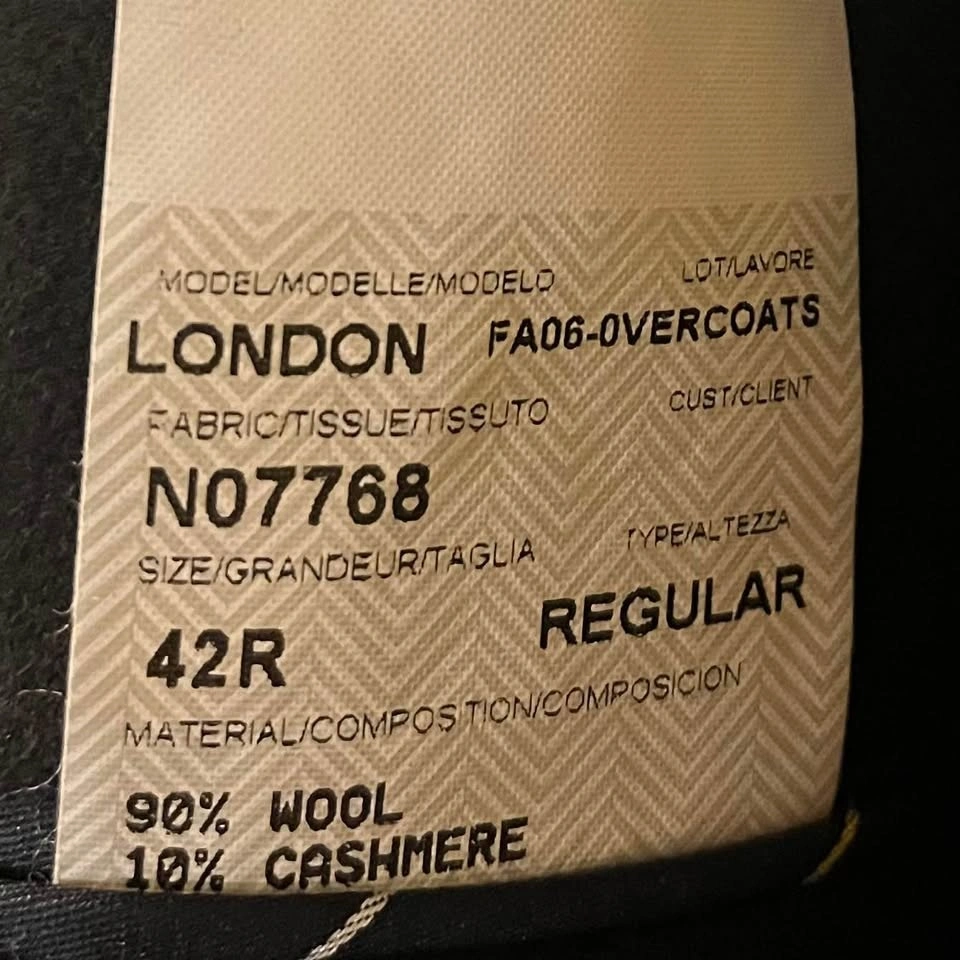 MODEL/MODELLE/MODELO LOT/LAVORE
LONDON FA06-0VERCOATS
FABRIC/TISSUE/TISSUTO CUST/CLIENT
N07768
SIZE/GRANDEUR/TAGLIA TYPE/ALTEZZA
42R REGULAR
MATERIAL/COMPOSITION/COMPOSICION
90% WOOL
10% CASHMERE